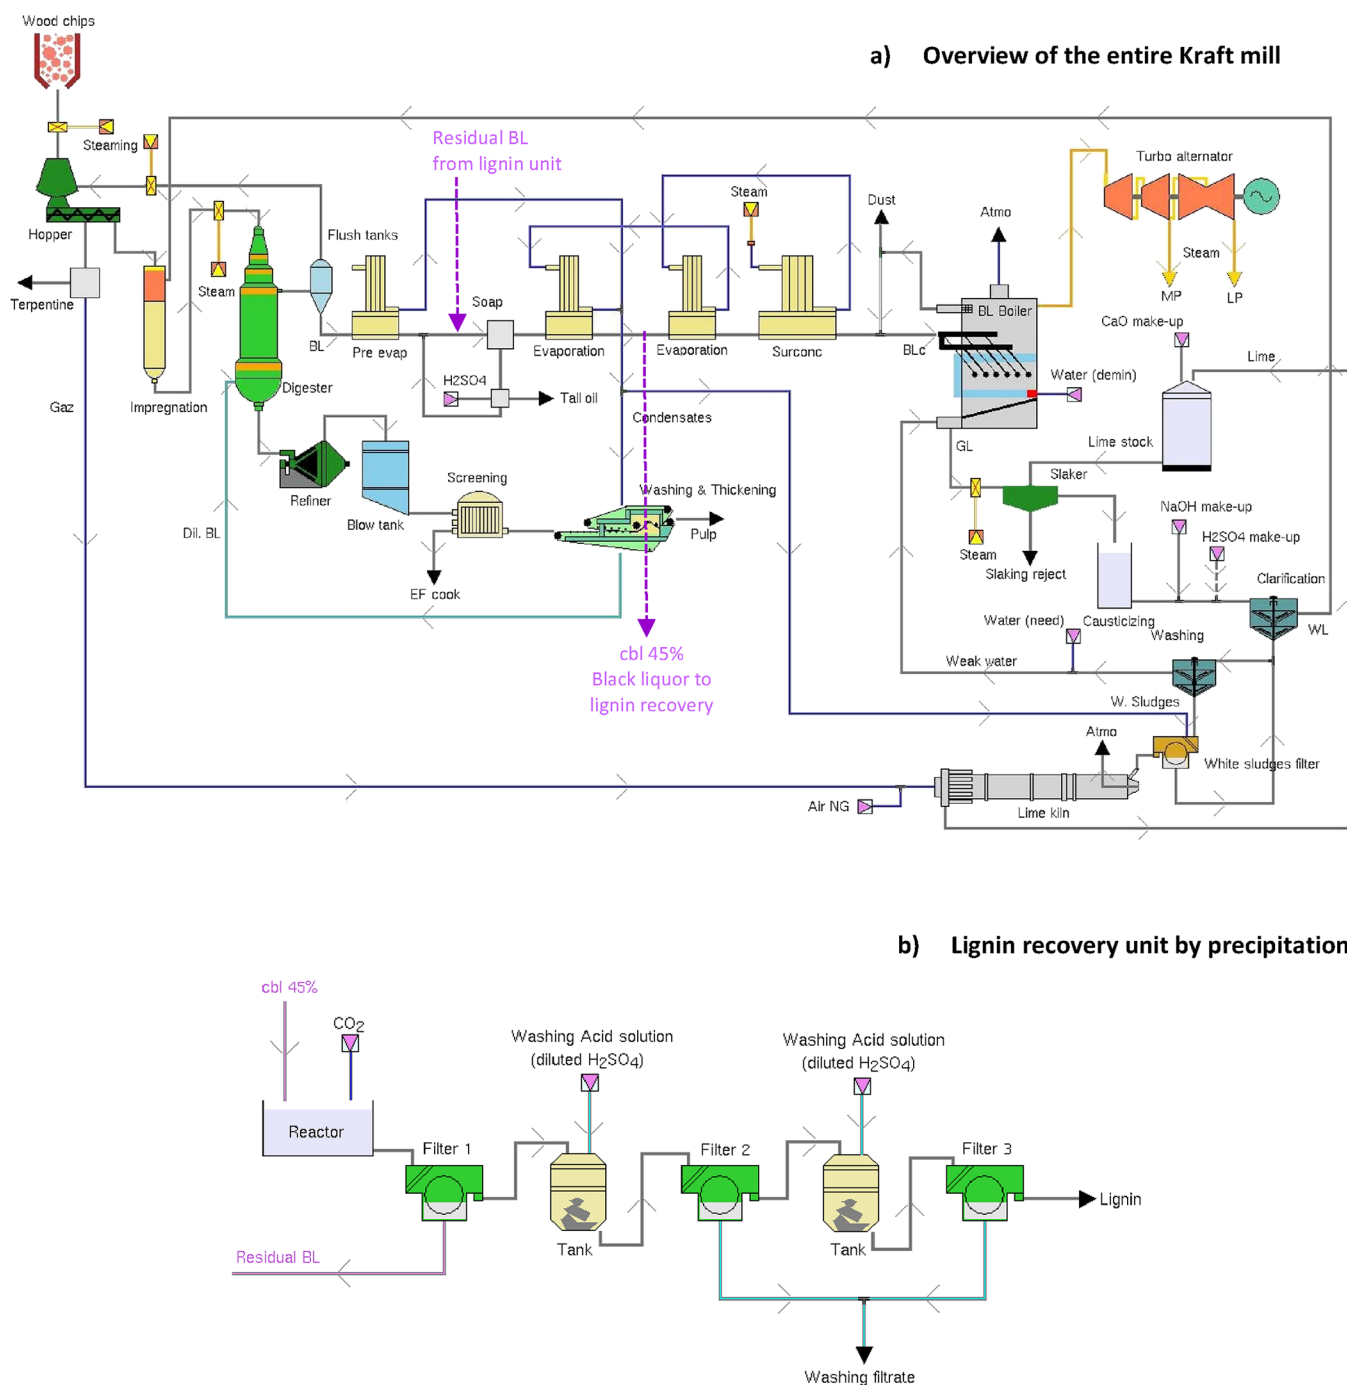 Wood chips
a) Overview of the entire Kraft mill
Steaming
Residual BL
from lignin unit
Turbo alternator
Steam
Dust
Atmo
Hopper
Flush tanks
Steam
Terpentine
Steam
MP
LP
Soap
BL Boiler
CaO make-up
BL
Pre evap
Evaporation
Evaporation
Surconc
BLc
Lime
H2SO4
Water (demin)
Gaz
Impregnation
Digester
Tall oil
Condensates
GL
Lime stock
Slaker
Refiner
Screening
Washing & Thickening
Blow tank
NaOH make-up
Dil. BL
Pulp
H2SO4 make-up
Steam
Slaking reject
EF cook
Clarification
Water (need)
Causticizing
Washing
WL
cbl 45%
Black liquor to
lignin recovery
Weak water
W. Sludges
Atmo
White sludges filter
Air NG
Lime kiln
b) Lignin recovery unit by precipitation
cbl 45%
CO2
Washing Acid solution
(diluted H2SO4)
Washing Acid solution
(diluted H2SO4)
Reactor
Filter 1
Filter 2
Filter 3
Lignin
Residual BL
Tank
Tank
Washing filtrate